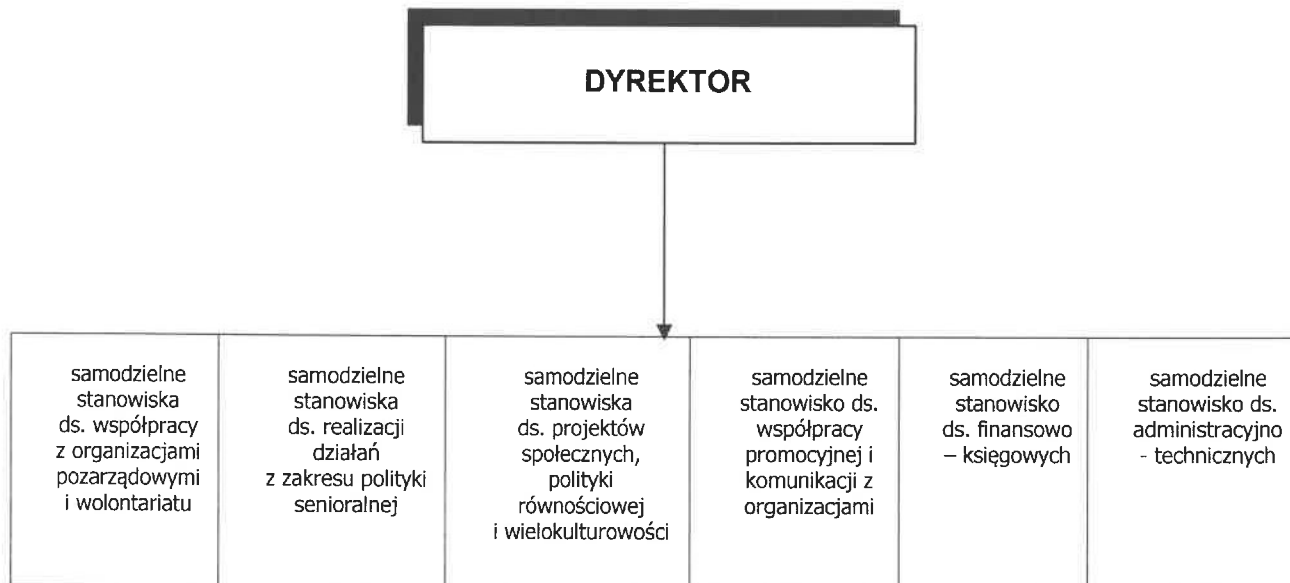 DYREKTOR
samodzielne
stanowiska
ds. współpracy
z organizacjami
pozarządowymi
i wolontariatu
samodzielne
stanowiska
ds. realizacji
działań
z zakresu polityki
senioralnej
samodzielne
stanowiska
ds. projektów
społecznych,
polityki
równościowej
i wielokulturowości
samodzielne
stanowisko ds.
współpracy
promocyjnej i
komunikacji z
organizacjami
samodzielne
stanowisko
ds. finansowo
– księgowych
samodzielne
stanowisko ds.
administracyjno
- technicznych